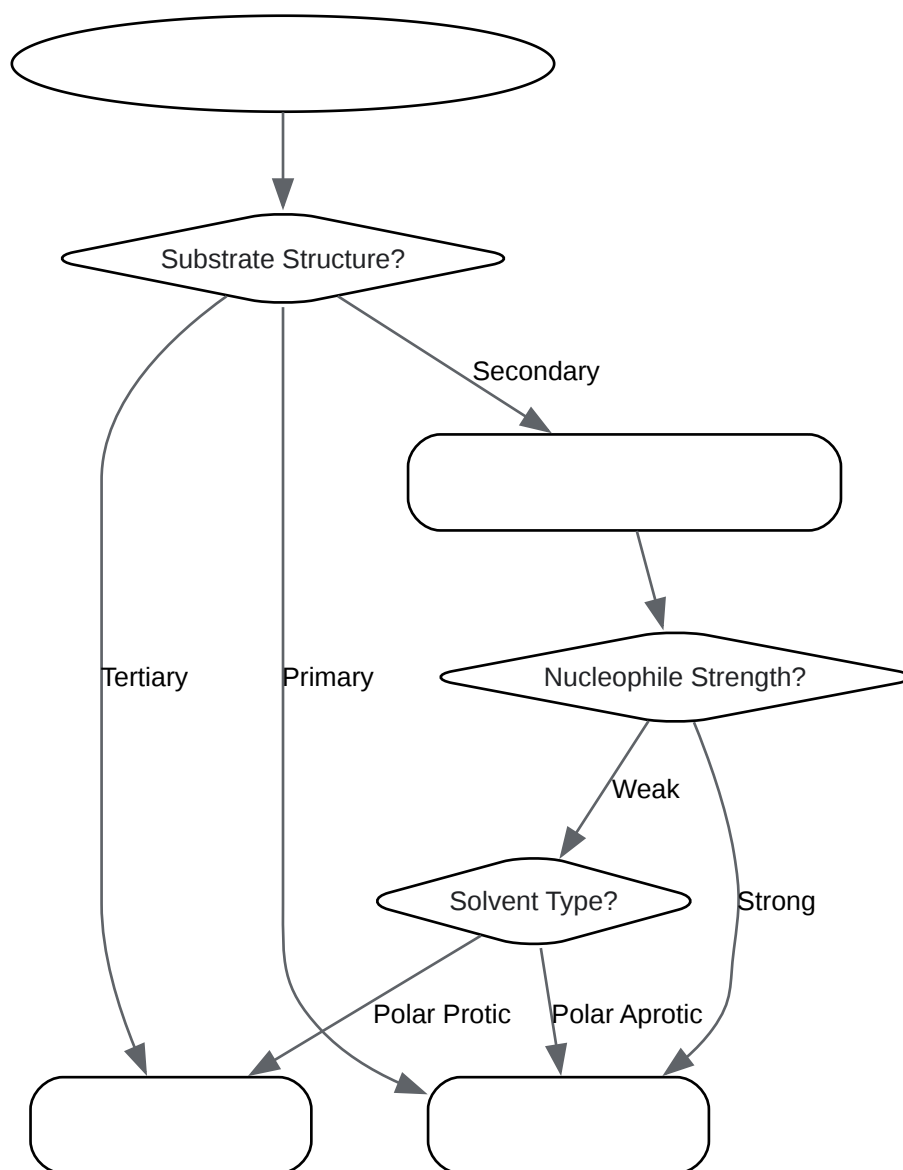 Substrate Structure?
Secondary
Tertiary
Primary
Nucleophile Strength?
Weak
Solvent Type?
Strong
Polar Protic
Polar Aprotic